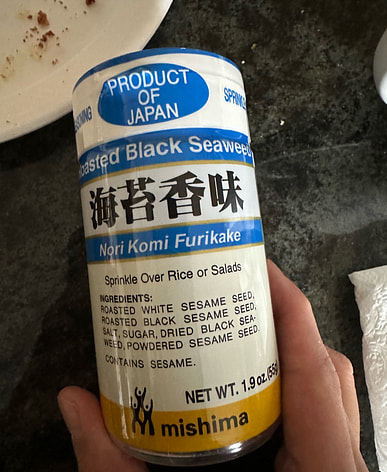 PRODUCT
OF
JAPAN
Roasted Black Seaweed
海苔香味
Nori Komi Furikake
Sprinkle Over Rice or Salads
INGREDIENTS:
ROASTED WHITE SESAME SEED,
ROASTED BLACK SESAME SEED,
SALT, SUGAR, DRIED BLACK SEA-
WEED, POWDERED SESAME SEED.
CONTAINS SESAME.
NET WT. 1.9 oz. (55g
mishima